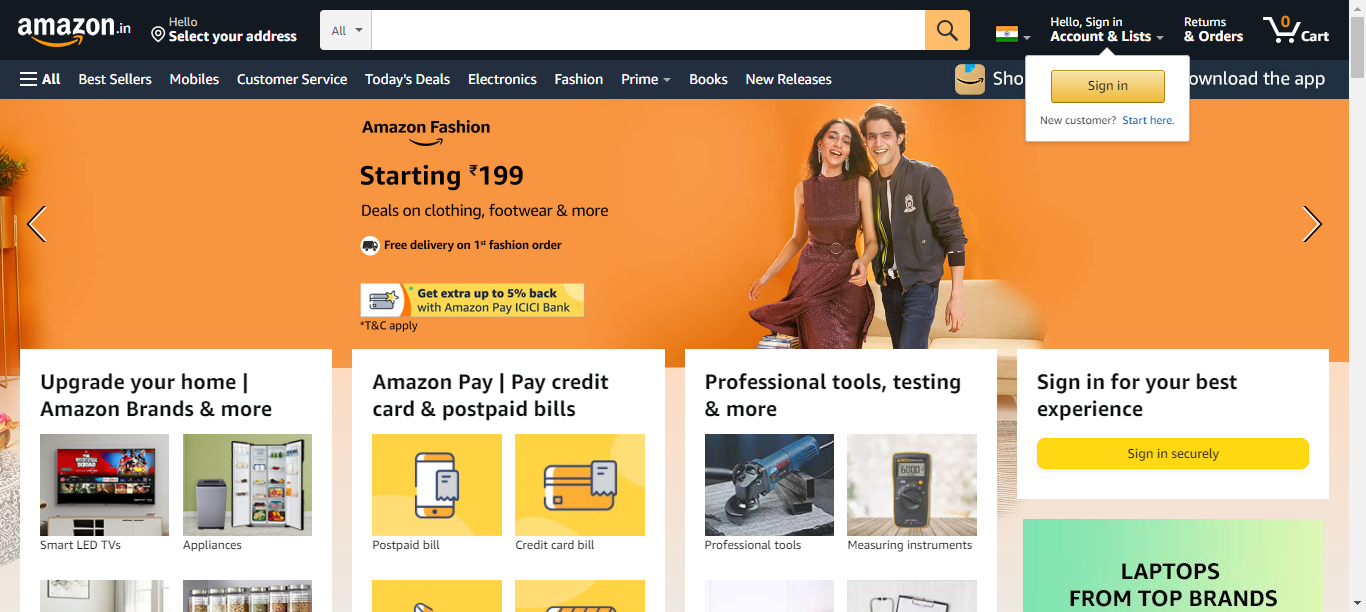 amazon.in
Hello
Select your address
All
Hello, Sign in
Account & Lists
Returns
& Orders
0
Cart
All
Best Sellers
Mobiles
Customer Service
Today's Deals
Electronics
Fashion
Prime
Books
New Releases
Sho
ownload the app
Sign in
New customer? Start here.
Amazon Fashion
Starting ₹199
Deals on clothing, footwear & more
Free delivery on 1st fashion order
Get extra up to 5% back
with Amazon Pay ICICI Bank
*T&C apply
Upgrade your home |
Amazon Brands & more
Smart LED TVs
Appliances
Amazon Pay | Pay credit
card & postpaid bills
Postpaid bill
Credit card bill
Professional tools, testing
& more
Professional tools
6000
Measuring instruments
Sign in for your best
experience
Sign in securely
LAPTOPS
FROM TOP BRANDS